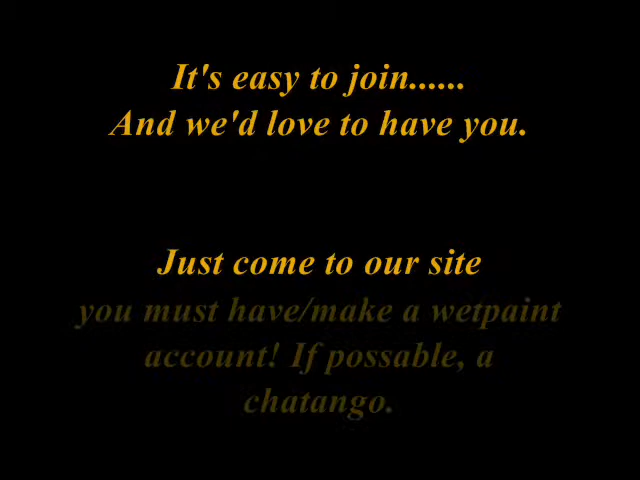 It's easy to join......
And we'd love to have you.
Just come to our site
you must have/make a wetpaint
account! If possable, a
chatango.